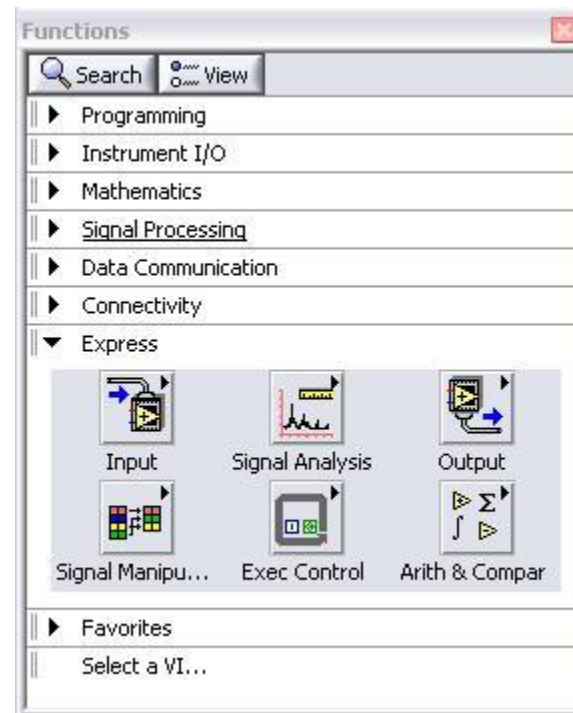 Functions
Search View
Programming
Instrument I/O
Mathematics
Signal Processing
Data Communication
Connectivity
Express
Input Signal Analysis Output
Signal Manipu... Exec Control Arith & Compar
Favorites
Select a VI...